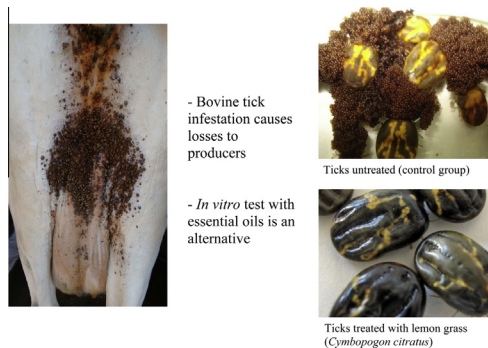 - Bovine tick
infestation causes
losses to
producers
- In vitro test with
essential oils is an
alternative
Ticks untreated (control group)
Ticks treated with lemon grass
(Cymbopogon citratus)